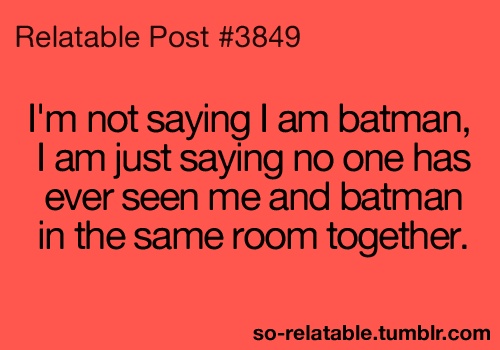 Relatable Post #3849
I'm not saying I am batman,
I am just saying no one has
ever seen me and batman
in the same room together.
so-relatable.tumblr.com